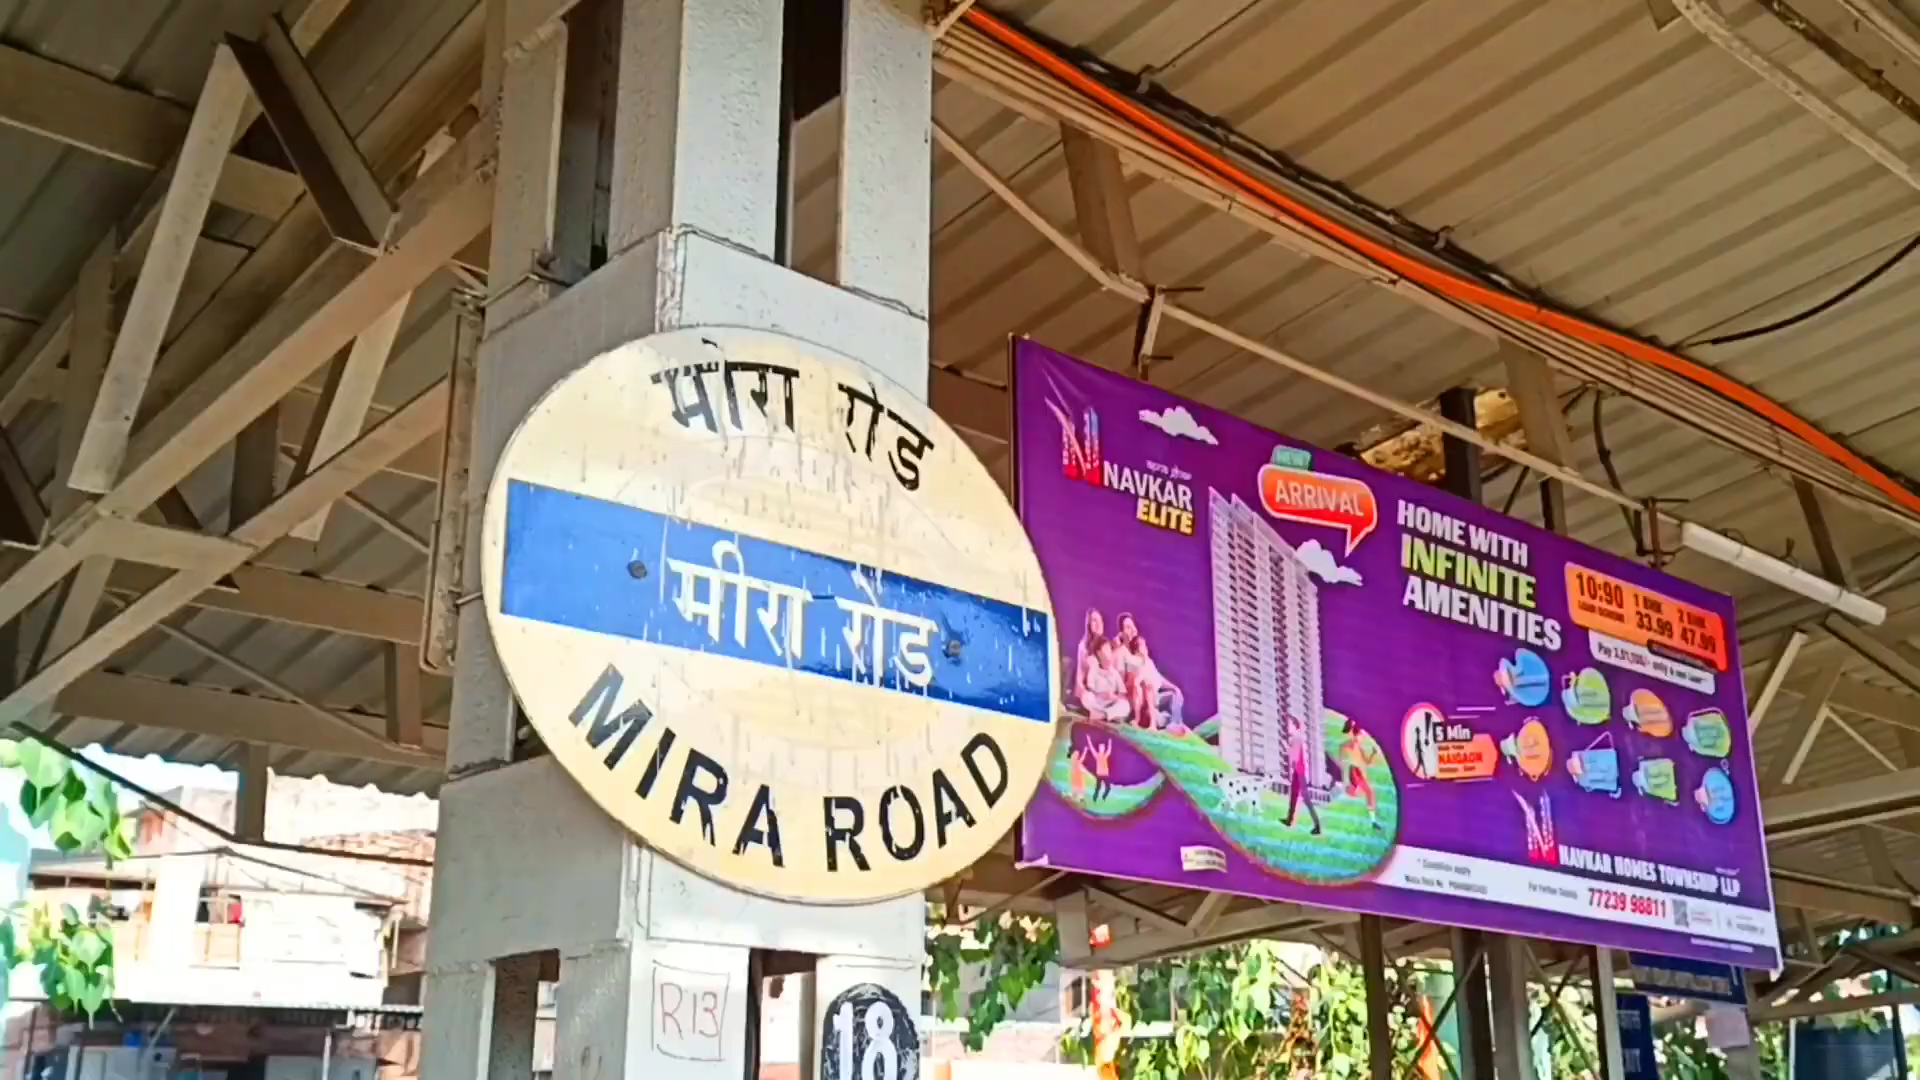 मीरा रोड
मीरा रोड
MIRA ROAD
R13
18
NAVKAR
ELITE
NEW
ARRIVAL
HOME WITH
INFINITE
AMENITIES
10:90
1 BHK 2 BHK
33.99 47.99
5 Min
NAIGAON
NAVKAR HOMES TOWNSHIP LLP
77239 98811